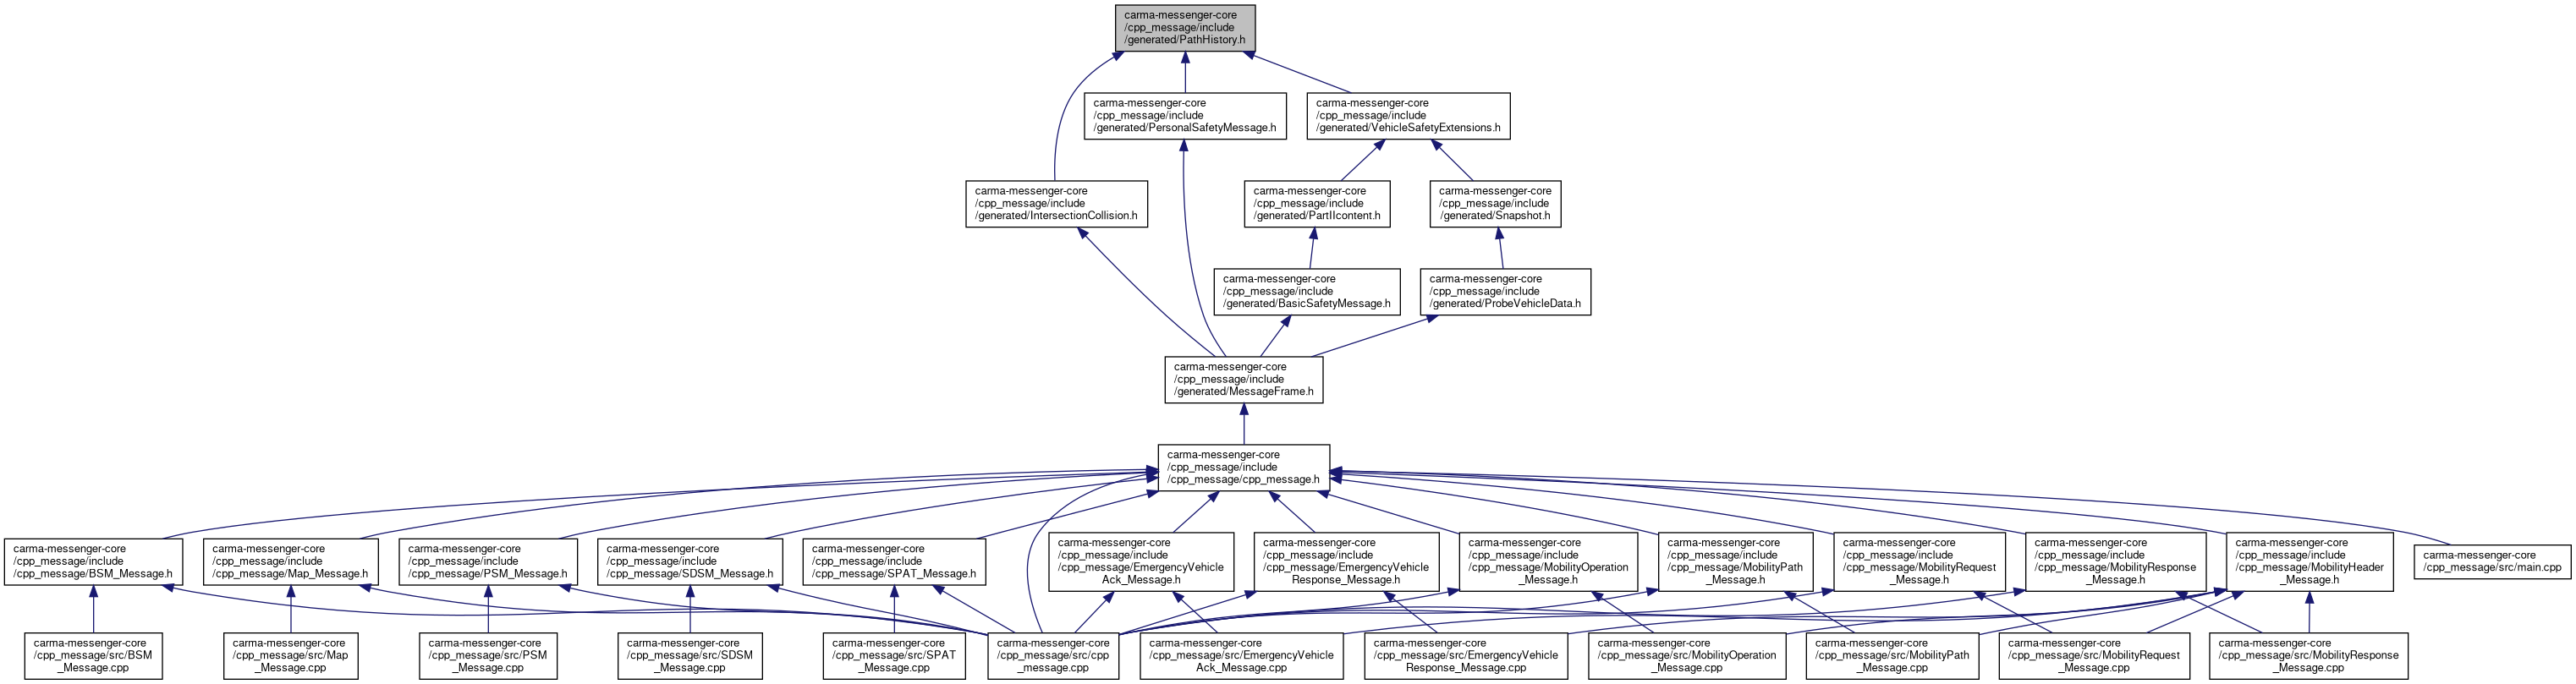 carma-messenger-core
/cpp_message/include
/generated/PathHistory.h
carma-messenger-core
/cpp_message/include
/generated/PersonalSafetyMessage.h
carma-messenger-core
/cpp_message/include
/generated/VehicleSafetyExtensions.h
carma-messenger-core
/cpp_message/include
/generated/IntersectionCollision.h
carma-messenger-core
/cpp_message/include
/generated/PartIIcontent.h
carma-messenger-core
/cpp_message/include
/generated/Snapshot.h
carma-messenger-core
/cpp_message/include
/generated/BasicSafetyMessage.h
carma-messenger-core
/cpp_message/include
/generated/ProbeVehicleData.h
carma-messenger-core
/cpp_message/include
/generated/MessageFrame.h
carma-messenger-core
/cpp_message/include
/cpp_message/cpp_message.h
carma-messenger-core
/cpp_message/include
/cpp_message/BSM_Message.h
carma-messenger-core
/cpp_message/include
/cpp_message/Map_Message.h
carma-messenger-core
/cpp_message/include
/cpp_message/PSM_Message.h
carma-messenger-core
/cpp_message/include
/cpp_message/SDSM_Message.h
carma-messenger-core
/cpp_message/include
/cpp_message/SPAT_Message.h
carma-messenger-core
/cpp_message/include
/cpp_message/EmergencyVehicle
Ack_Message.h
carma-messenger-core
/cpp_message/include
/cpp_message/EmergencyVehicle
Response_Message.h
carma-messenger-core
/cpp_message/include
/cpp_message/MobilityOperation
_Message.h
carma-messenger-core
/cpp_message/include
/cpp_message/MobilityPath
_Message.h
carma-messenger-core
/cpp_message/include
/cpp_message/MobilityRequest
_Message.h
carma-messenger-core
/cpp_message/include
/cpp_message/MobilityResponse
_Message.h
carma-messenger-core
/cpp_message/include
/cpp_message/MobilityHeader
_Message.h
carma-messenger-core
/cpp_message/src/main.cpp
carma-messenger-core
/cpp_message/src/BSM
_Message.cpp
carma-messenger-core
/cpp_message/src/Map
_Message.cpp
carma-messenger-core
/cpp_message/src/PSM
_Message.cpp
carma-messenger-core
/cpp_message/src/SDSM
_Message.cpp
carma-messenger-core
/cpp_message/src/SPAT
_Message.cpp
carma-messenger-core
/cpp_message/src/cpp
_message.cpp
carma-messenger-core
/cpp_message/src/EmergencyVehicle
Ack_Message.cpp
carma-messenger-core
/cpp_message/src/EmergencyVehicle
Response_Message.cpp
carma-messenger-core
/cpp_message/src/MobilityOperation
_Message.cpp
carma-messenger-core
/cpp_message/src/MobilityPath
_Message.cpp
carma-messenger-core
/cpp_message/src/MobilityRequest
_Message.cpp
carma-messenger-core
/cpp_message/src/MobilityResponse
_Message.cpp